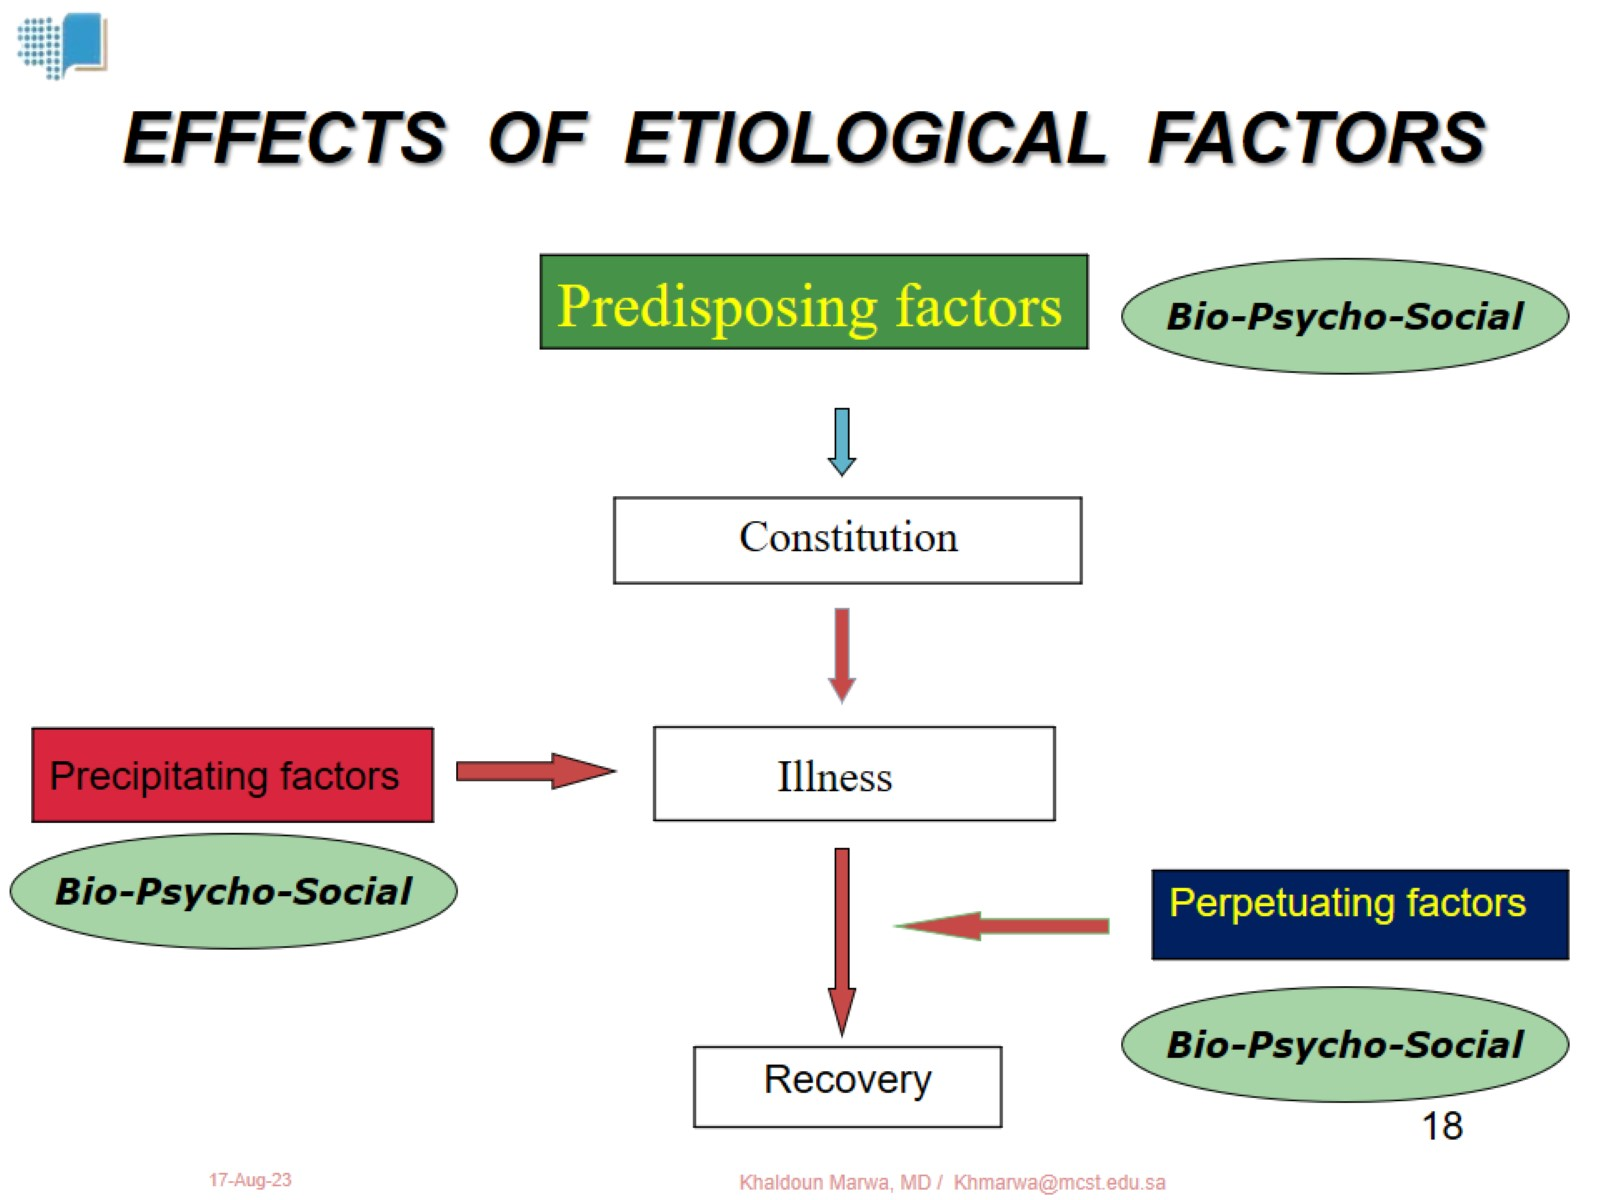 EFFECTS OF ETIOLOGICAL FACTORS
Predisposing factors
Bio-Psycho-Social
Constitution
Precipitating factors
Illness
Bio-Psycho-Social
Perpetuating factors
Bio-Psycho-Social
Recovery
18
17-Aug-23
Khaldoun Marwa, MD / Khmarwa@mcst.edu.sa